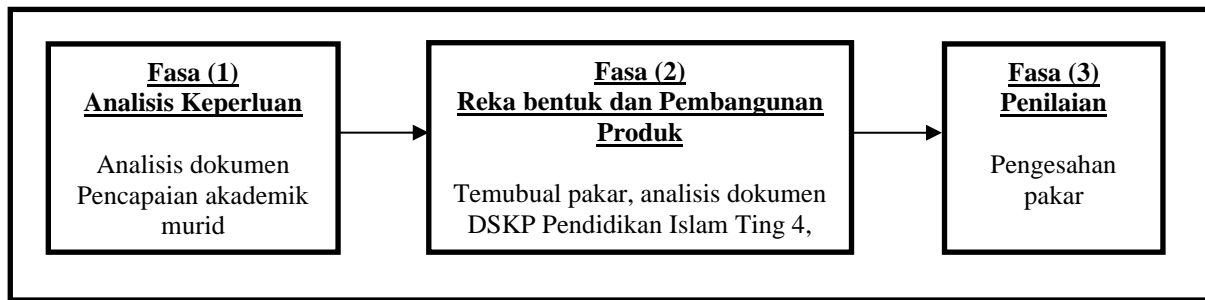 Fasa (1)
Analisis Keperluan
Analisis dokumen
Pencapaian akademik
murid
Fasa (2)
Reka bentuk dan Pembangunan
Produk
Temubual pakar, analisis dokumen
DSKP Pendidikan Islam Ting 4,
Fasa (3)
Penilaian
Pengesahan
pakar